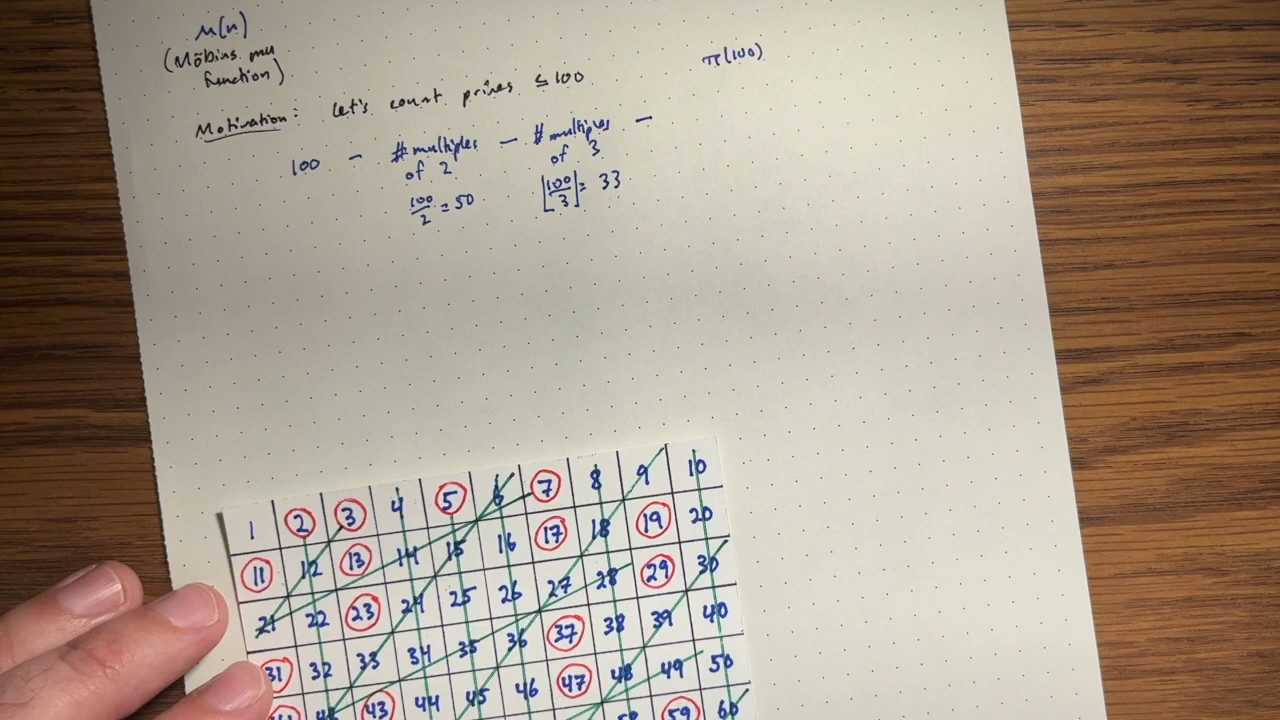 μ(n)
(Möbius mu
function)
π(100)
Motivation: Let's count primes ≤ 100
100 - # multiples of 2 - # multiples of 3 -
100/2 = 50 ⌊100/3⌋ = 33
1 2 3 4 5 6 7 8 9 10
11 12 13 14 15 16 17 18 19 20
21 22 23 24 25 26 27 28 29 30
31 32 33 34 35 36 37 38 39 40
43 44 45 46 47 48 49 50
59 60